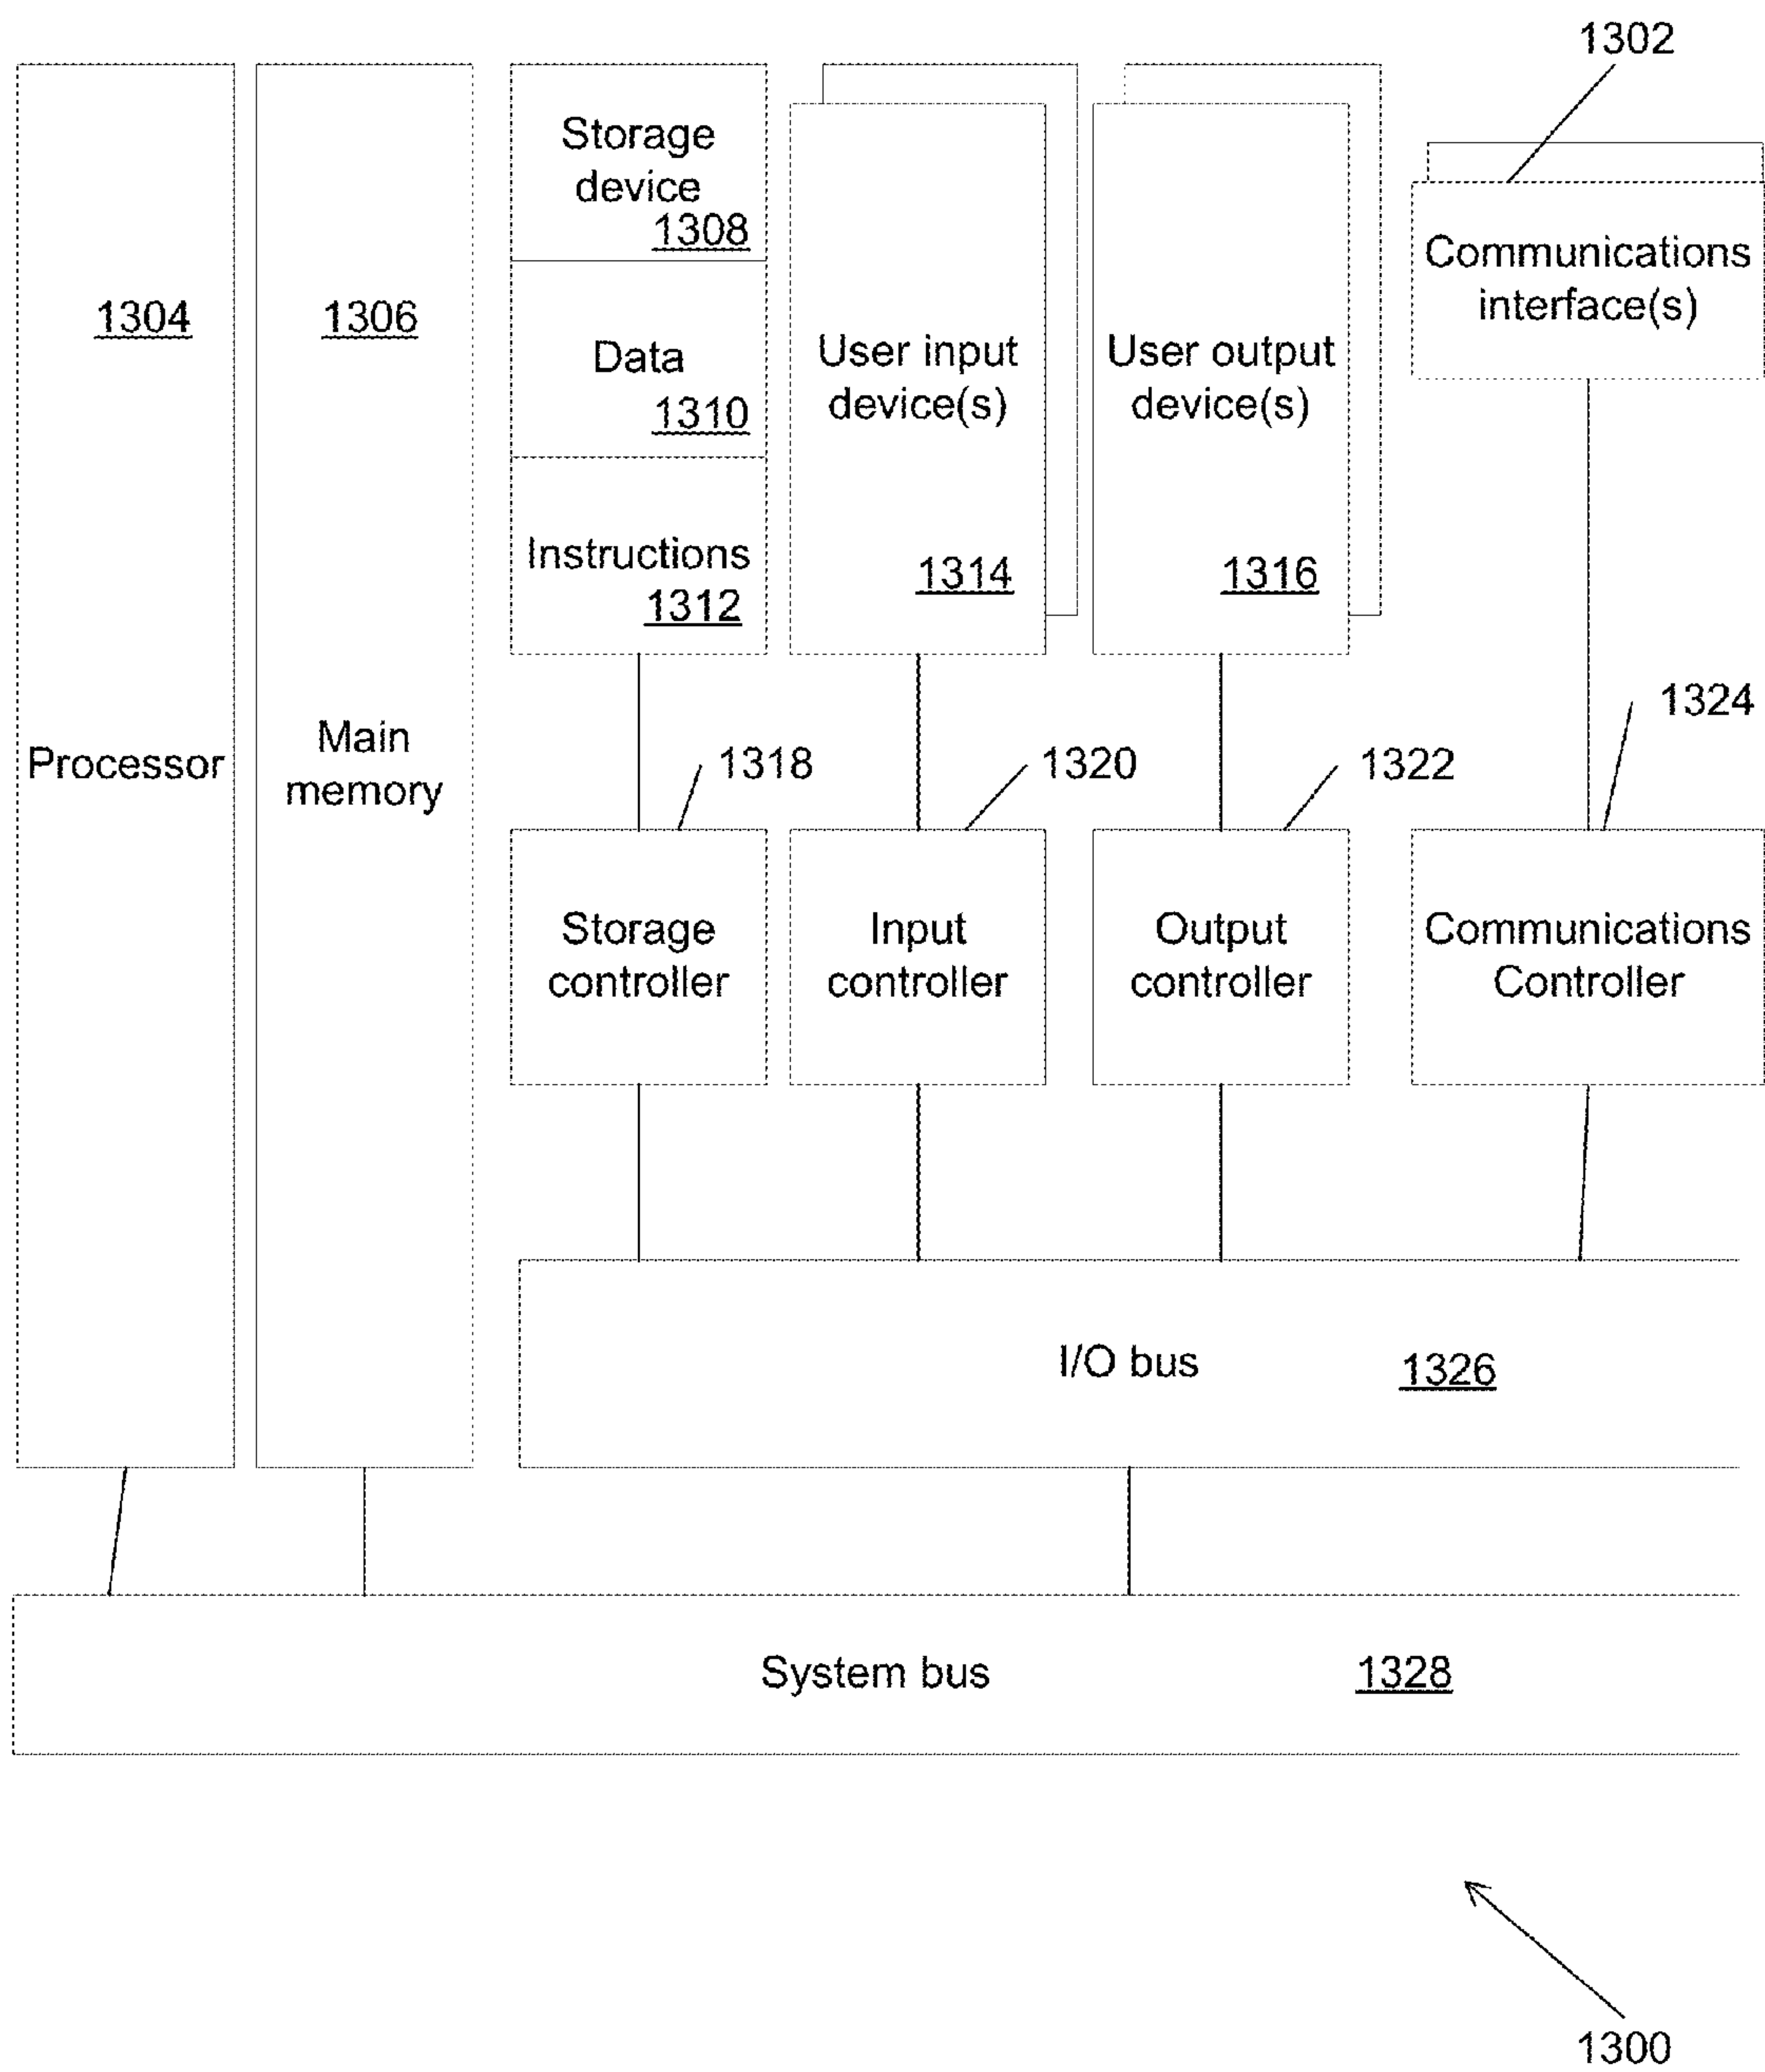 1302
Storage
device
1308
Communications
interface(s)
1304
1306
Data
1310
User input
device(s)
User output
device(s)
Instructions
1312
1314
1316
1324
Processor
Main
memory
1318
1320
1322
Storage
controller
Input
controller
Output
controller
Communications
Controller
I/O bus
1326
System bus
1328
1300